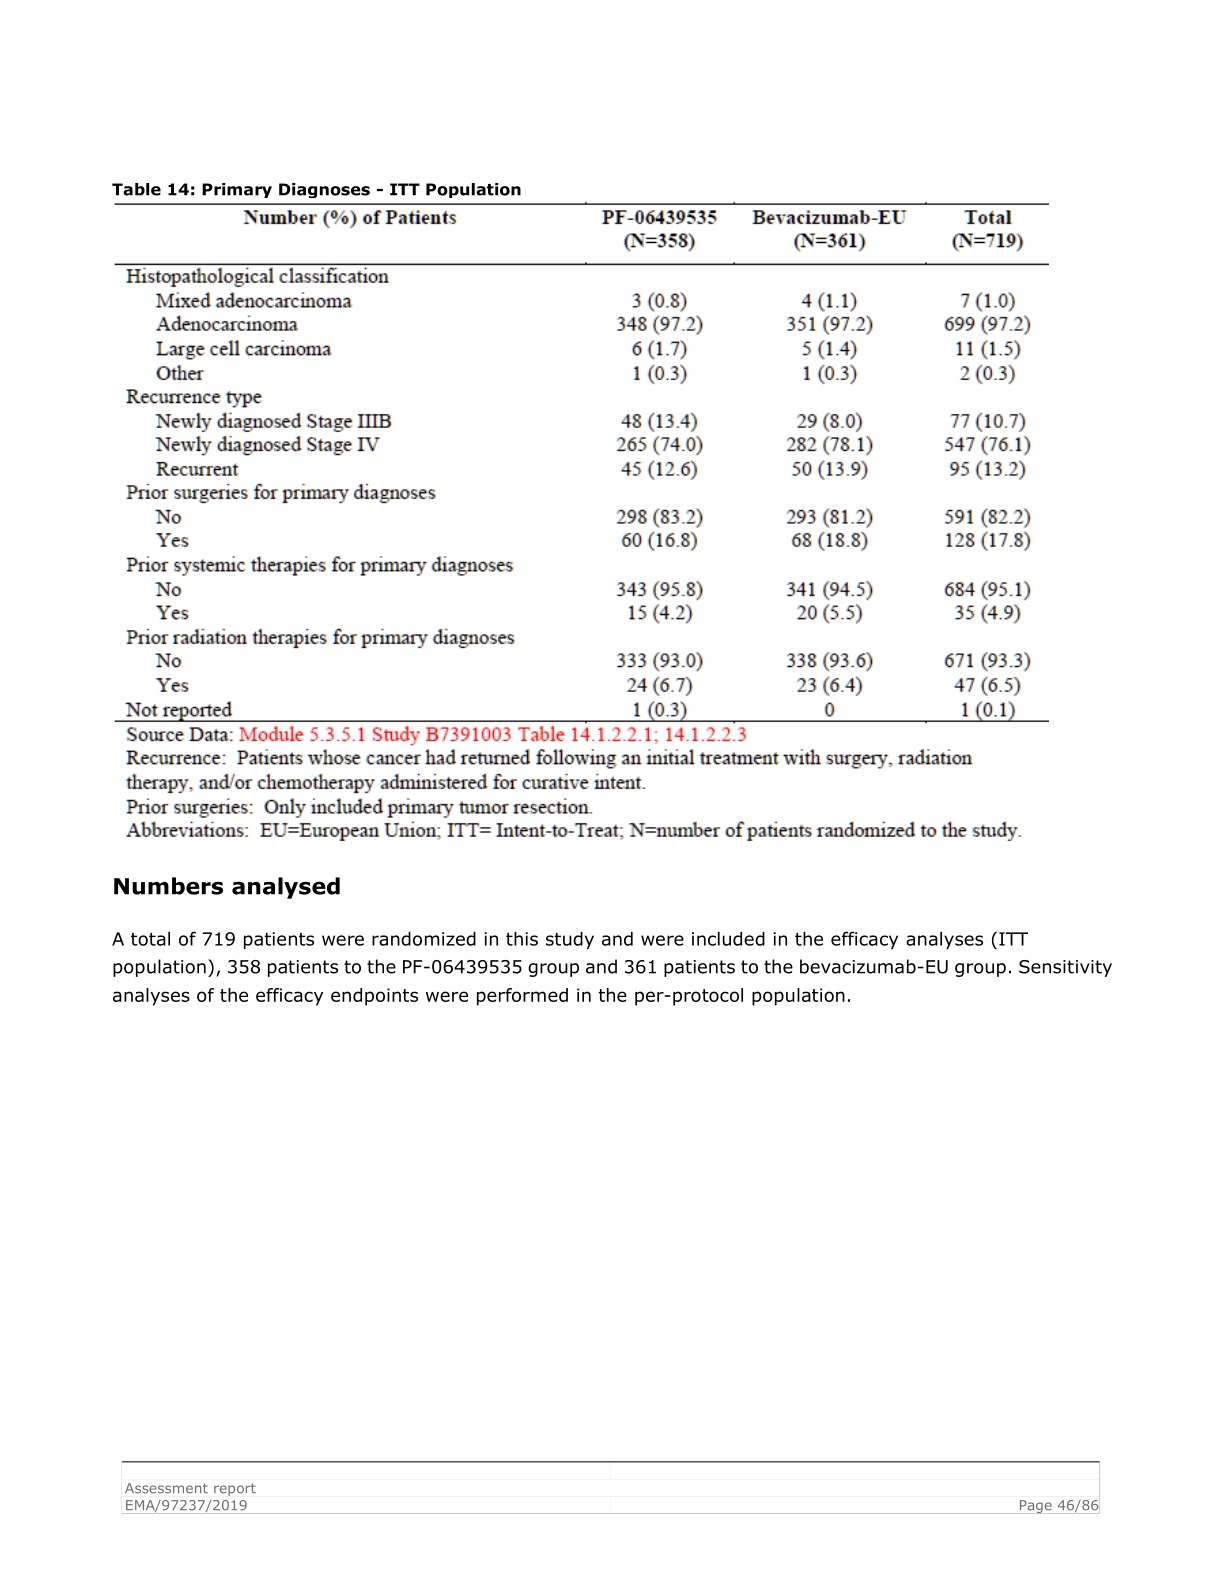 Table 14: Primary Diagnoses - ITT Population
Number (%) of Patients PF-06439535 Bevacizumab-EU Total
(N=358) (N=361) (N=719)
Histopathological classification
Mixed adenocarcinoma 3 (0.8) 4 (1.1) 7 (1.0)
Adenocarcinoma 348 (97.2) 351 (97.2) 699 (97.2)
Large cell carcinoma 6 (1.7) 5 (1.4) 11 (1.5)
Other 1 (0.3) 1 (0.3) 2 (0.3)
Recurrence type
Newly diagnosed Stage IIIB 48 (13.4) 29 (8.0) 77 (10.7)
Newly diagnosed Stage IV 265 (74.0) 282 (78.1) 547 (76.1)
Recurrent 45 (12.6) 50 (13.9) 95 (13.2)
Prior surgeries for primary diagnoses
No 298 (83.2) 293 (81.2) 591 (82.2)
Yes 60 (16.8) 68 (18.8) 128 (17.8)
Prior systemic therapies for primary diagnoses
No 343 (95.8) 341 (94.5) 684 (95.1)
Yes 15 (4.2) 20 (5.5) 35 (4.9)
Prior radiation therapies for primary diagnoses
No 333 (93.0) 338 (93.6) 671 (93.3)
Yes 24 (6.7) 23 (6.4) 47 (6.5)
Not reported 1 (0.3) 0 1 (0.1)
Source Data: Module 5.3.5.1 Study B7391003 Table 14.1.2.2.1; 14.1.2.2.3
Recurrence: Patients whose cancer had returned following an initial treatment with surgery, radiation
therapy, and/or chemotherapy administered for curative intent.
Prior surgeries: Only included primary tumor resection.
Abbreviations: EU=European Union; ITT= Intent-to-Treat; N=number of patients randomized to the study.
Numbers analysed
A total of 719 patients were randomized in this study and were included in the efficacy analyses (ITT
population), 358 patients to the PF-06439535 group and 361 patients to the bevacizumab-EU group. Sensitivity
analyses of the efficacy endpoints were performed in the per-protocol population.
Assessment report
EMA/97237/2019 Page 46/86